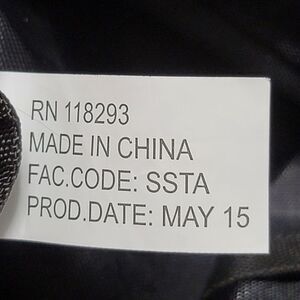 RN 118293
MADE IN CHINA
FAC.CODE: SSTA
PROD.DATE: MAY 15